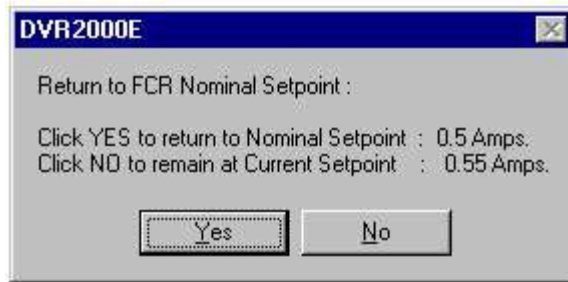 DVR2000E
Return to FCR Nominal Setpoint :
Click YES to return to Nominal Setpoint : 0.5 Amps.
Click NO to remain at Current Setpoint : 0.55 Amps.
Yes No